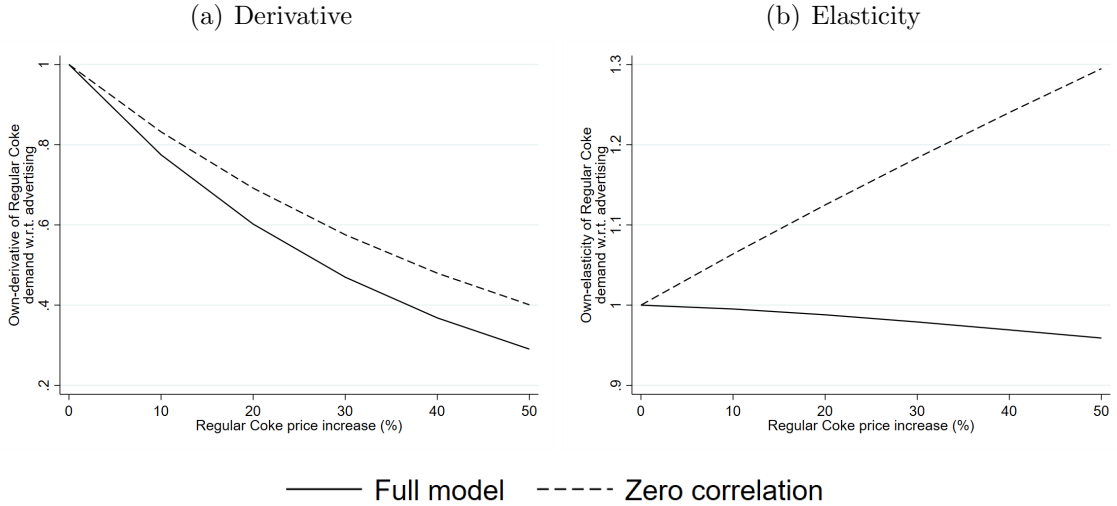 (a) Derivative
(b) Elasticity
Own-derivative of Regular Coke
demand w.r.t. advertising
1
.8
.6
.4
.2
0
10
20
30
40
50
Regular Coke price increase (%)
Own-elasticity of Regular Coke
demand w.r.t. advertising
1.3
1.2
1.1
1
.9
0
10
20
30
40
50
Regular Coke price increase (%)
Full model
Zero correlation